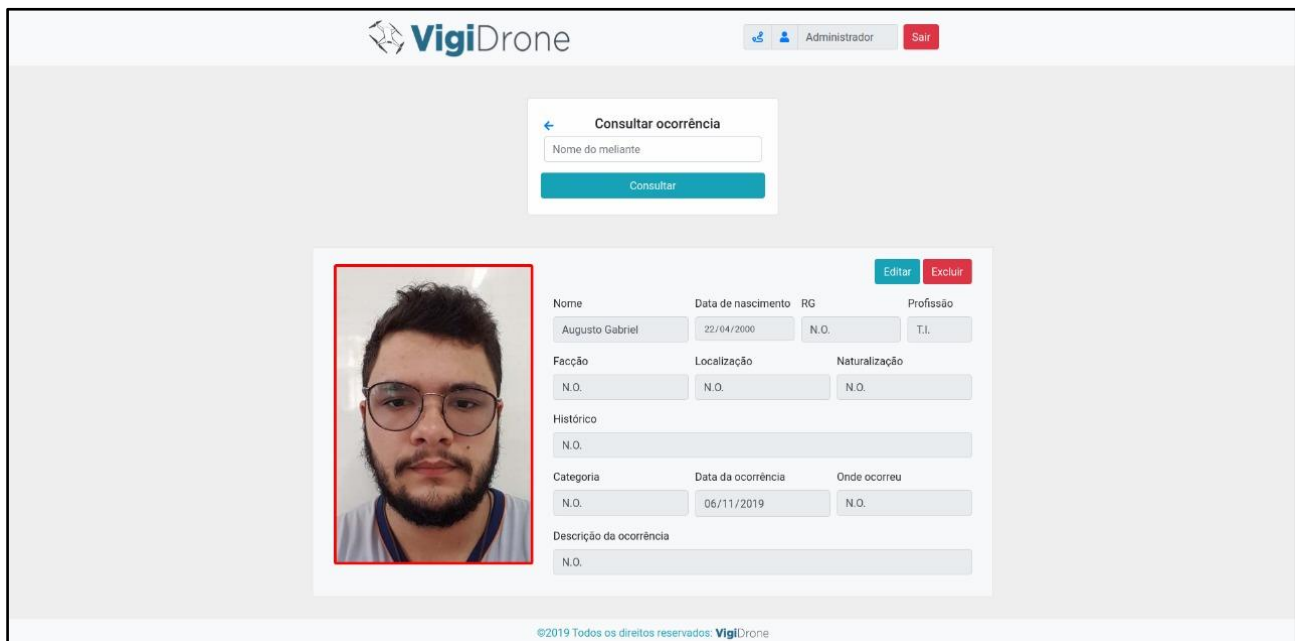 VigiDrone
Administrador Sair
Consultar ocorrência
Nome do meliante
Consultar
Editar Excluir
Nome Data de nascimento RG Profissão
Augusto Gabriel 22/04/2000 N.O. T.I.
Facção Localização Naturalização
N.O. N.O. N.O.
Histórico
N.O.
Categoria Data da ocorrência Onde ocorreu
N.O. 06/11/2019 N.O.
Descrição da ocorrência
N.O.
©2019 Todos os direitos reservados: VigiDrone